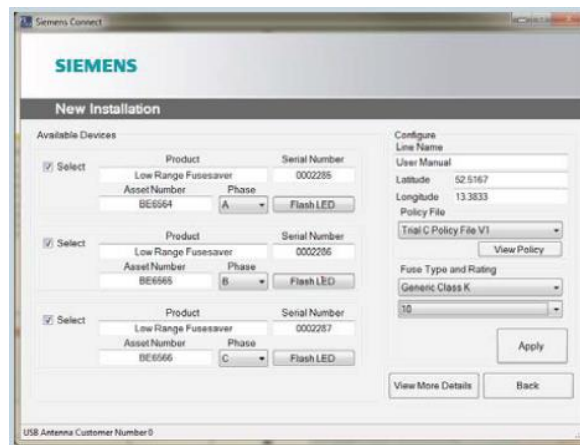 Siemens Connect
SIEMENS
New Installation
Available Devices
Select
Product Serial Number
Low Range Fusesaver 0002285
Asset Number Phase
BE6564 A Flash LED
Select
Product Serial Number
Low Range Fusesaver 0002286
Asset Number Phase
BE6565 B Flash LED
Select
Product Serial Number
Low Range Fusesaver 0002287
Asset Number Phase
BE6566 C Flash LED
Configure
Line Name
User Manual
Latitude 52.5167
Longitude 13.3833
Policy File
Trial C Policy File V1
View Policy
Fuse Type and Rating
Generic Class K
10
Apply
View More Details Back
USB Antenna Customer Number 0